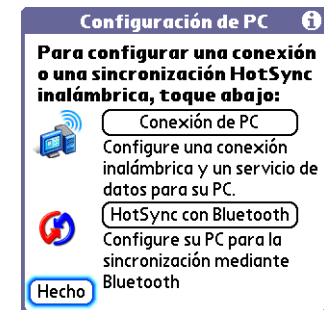 Configuración de PC
Para configurar una conexión
o una sincronización HotSync
inalámbrica, toque abajo:
Conexión de PC
Configure una conexión
inalámbrica y un servicio de
datos para su PC.
HotSync con Bluetooth
Configure su PC para la
sincronización mediante
Bluetooth
Hecho